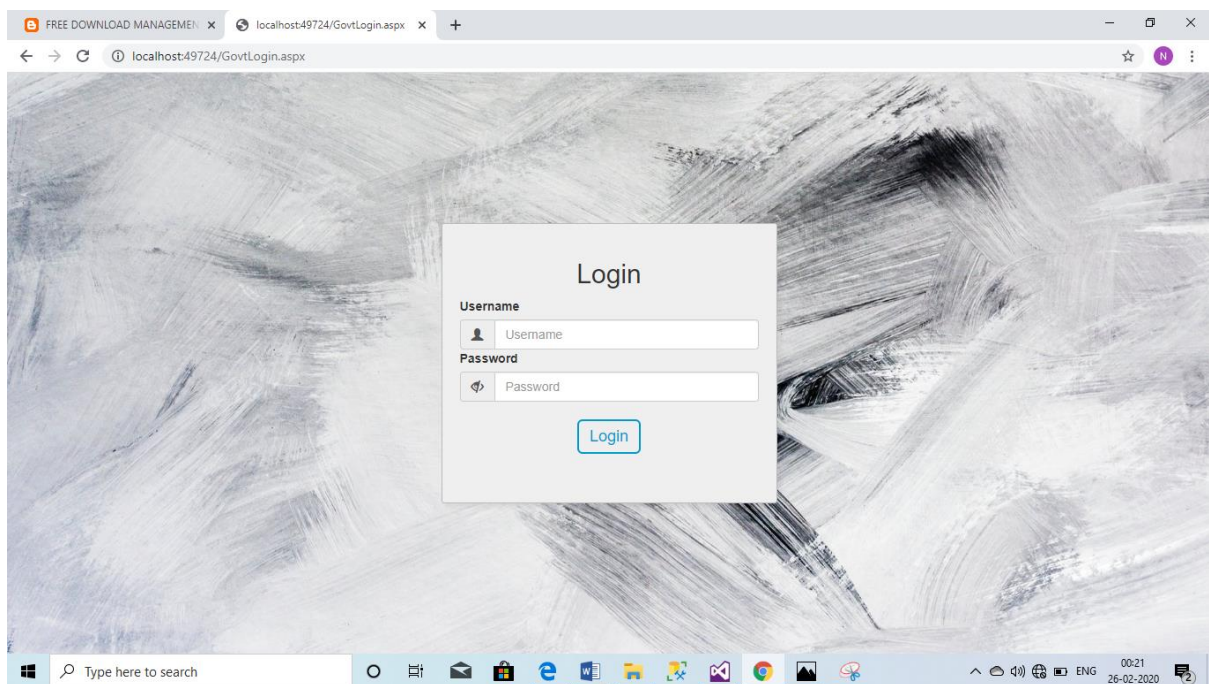 FREE DOWNLOAD MANAGEMEN
localhost:49724/GovtLogin.aspx
localhost:49724/GovtLogin.aspx
N
Login
Username
Username
Password
Password
Login
Type here to search
ENG
00:21
26-02-2020
2